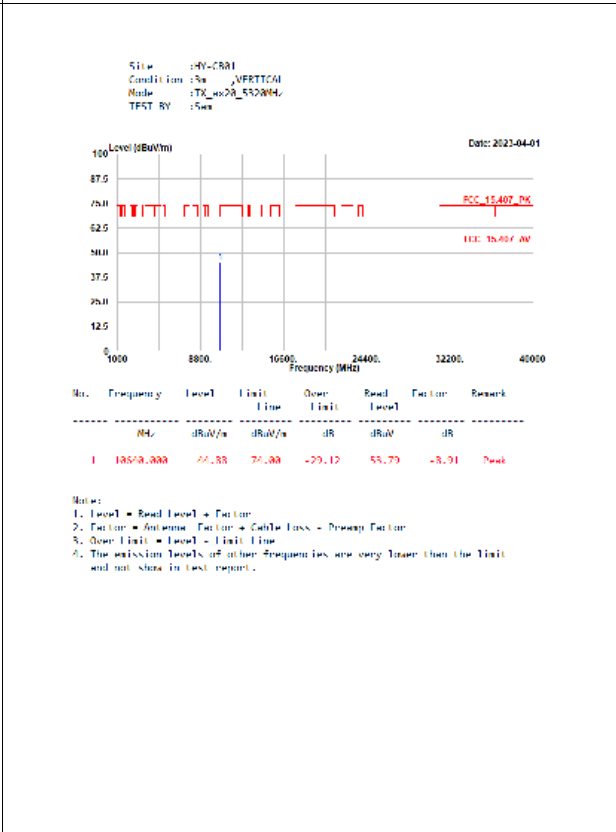 Site :HY-CB01
Condition :3m ,VERTICAL
Mode :TX_ax20_5320MHz
TEST BY :Sam
Level (dBuV/m)
Date: 2023-04-01
100
87.5
75.0
FCC_15.407_PK
62.5
FCC_15.407_AV
50.0
37.5
25.0
12.5
0
1000 8800. 16600. 24400. 32200. 40000
Frequency (MHz)
No. Frequency Level Limit Over Read Factor Remark
Line Limit Level
MHz dBuV/m dBuV/m dB dBuV dB
1 10640.000 44.88 74.00 -29.12 53.79 -8.91 Peak
Note:
1. Level = Read Level + Factor
2. Factor = Antenna Factor + Cable Loss - Preamp Factor
3. Over Limit = Level - Limit Line
4. The emission levels of other frequencies are very lower than the limit
and not show in test report.